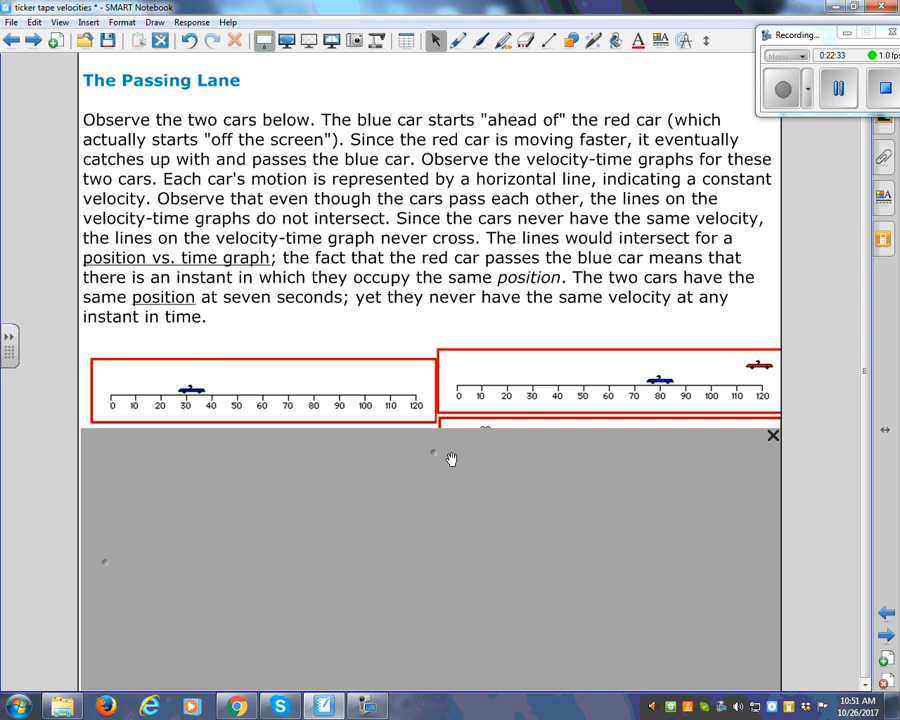 ticker tape velocities * - SMART Notebook
File Edit View Insert Format Draw Response Help
Recording...
Menu 0:22:33 1.0 f
The Passing Lane
Observe the two cars below. The blue car starts "ahead of" the red car (which
actually starts "off the screen"). Since the red car is moving faster, it eventually
catches up with and passes the blue car. Observe the velocity-time graphs for these
two cars. Each car's motion is represented by a horizontal line, indicating a constant
velocity. Observe that even though the cars pass each other, the lines on the
velocity-time graphs do not intersect. Since the cars never have the same velocity,
the lines on the velocity-time graph never cross. The lines would intersect for a
position vs. time graph; the fact that the red car passes the blue car means that
there is an instant in which they occupy the same position. The two cars have the
same position at seven seconds; yet they never have the same velocity at any
instant in time.
0 10 20 30 40 50 60 70 80 90 100 120
0 10 20 30 40 50 60 70 80 90 100 120
10:51 AM
10/26/2017